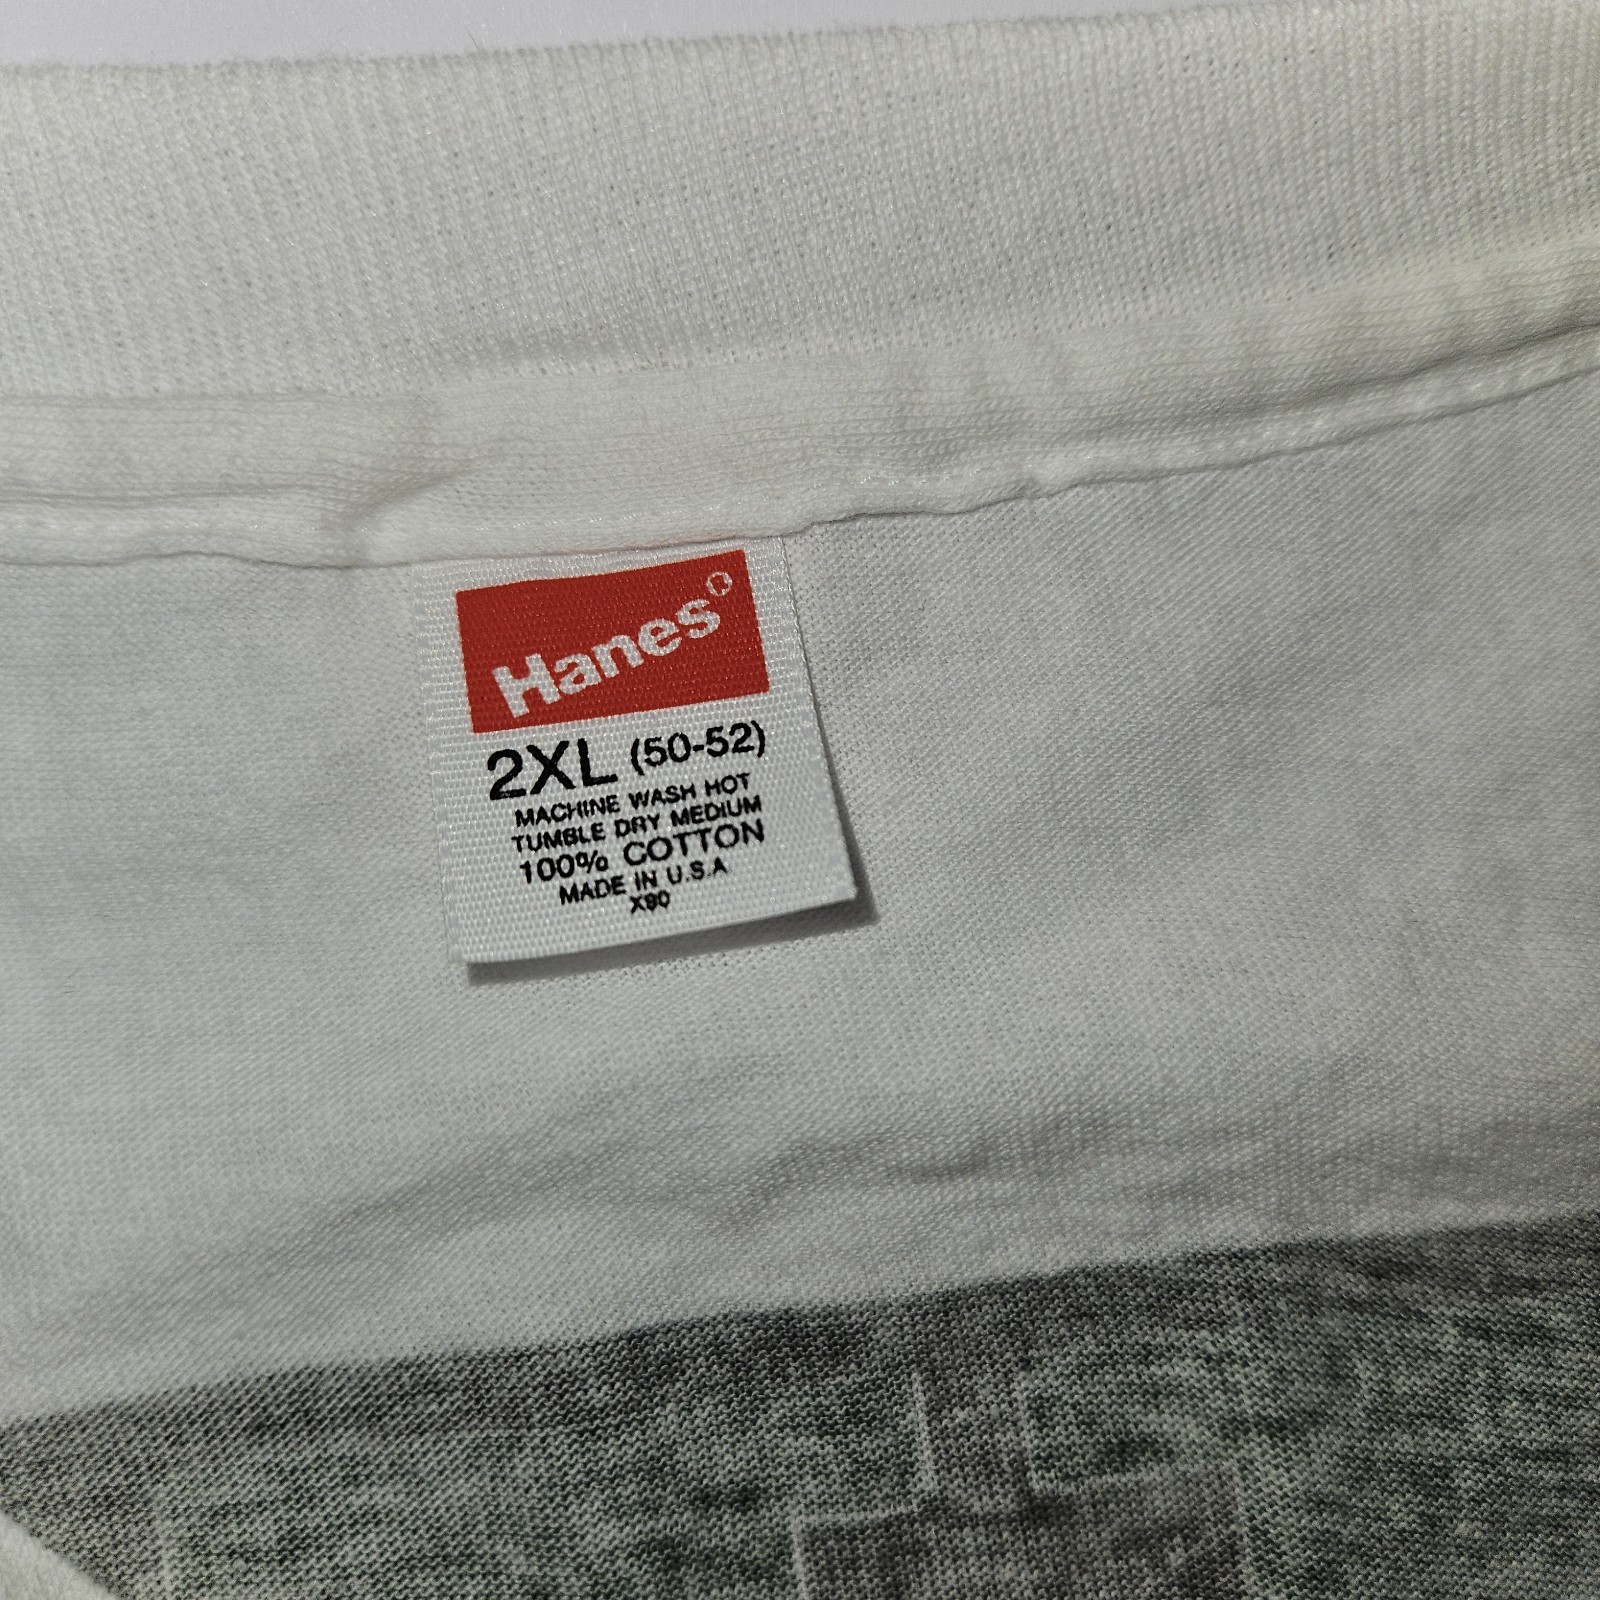 Hanes®
2XL (50-52)
MACHINE WASH HOT
TUMBLE DRY MEDIUM
100% COTTON
MADE IN U.S.A
X90